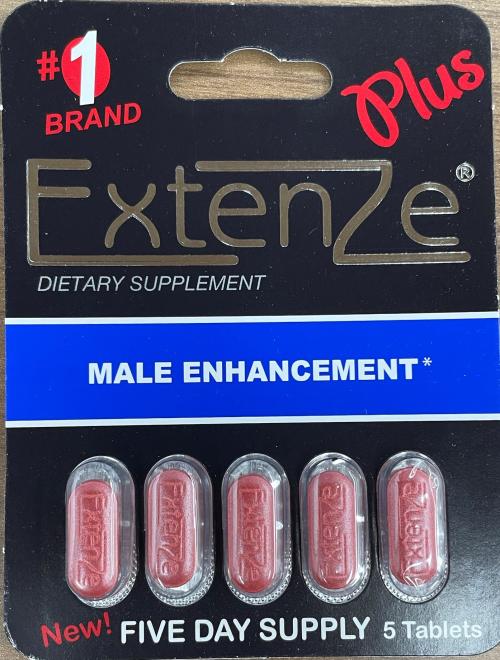 #1
BRAND
Plus
ExtenZe®
DIETARY SUPPLEMENT
MALE ENHANCEMENT*
ExtenZe
ExtenZe
ExtenZe
ExtenZe
ExtenZe
New! FIVE DAY SUPPLY 5 Tablets